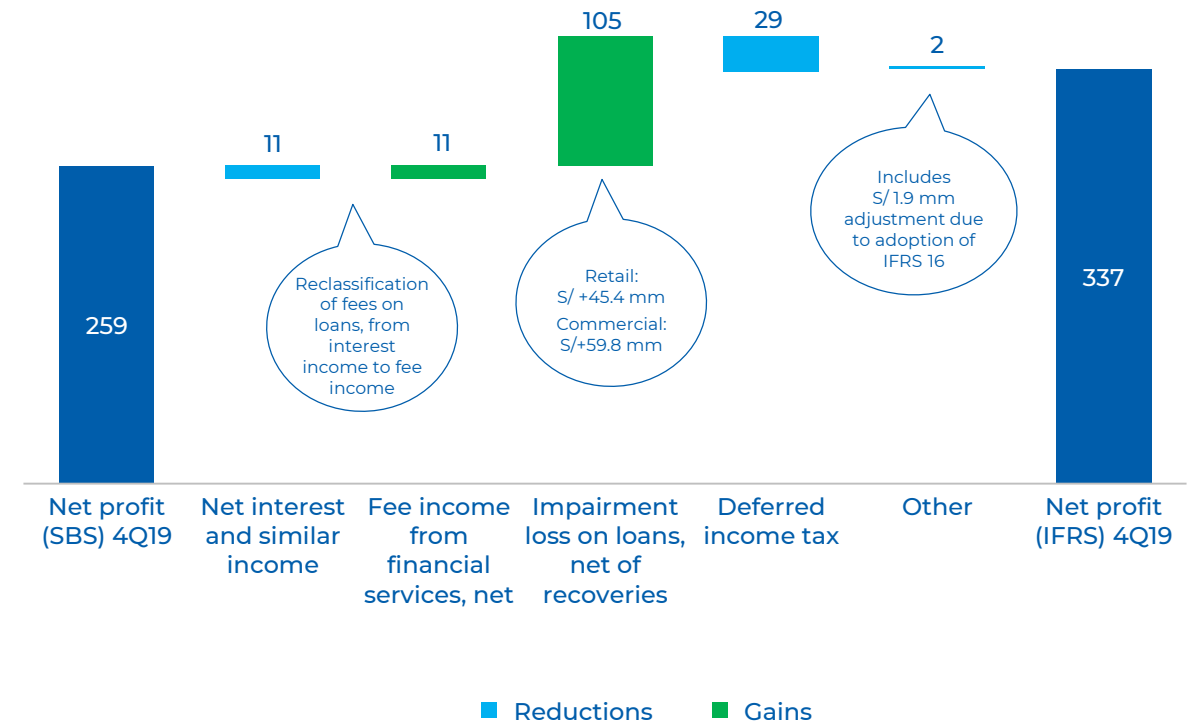 105
29
2
11
11
Includes
S/ 1.9 mm
adjustment due
to adoption of
IFRS 16
Reclassification
of fees on
loans, from
interest
income to fee
income
Retail:
S/ +45.4 mm
Commercial:
S/+59.8 mm
259
337
Net profit
(SBS) 4Q19
Net interest
and similar
income
Fee income
from
financial
services, net
Impairment
loss on loans,
net of
recoveries
Deferred
income tax
Other
Net profit
(IFRS) 4Q19
Reductions
Gains